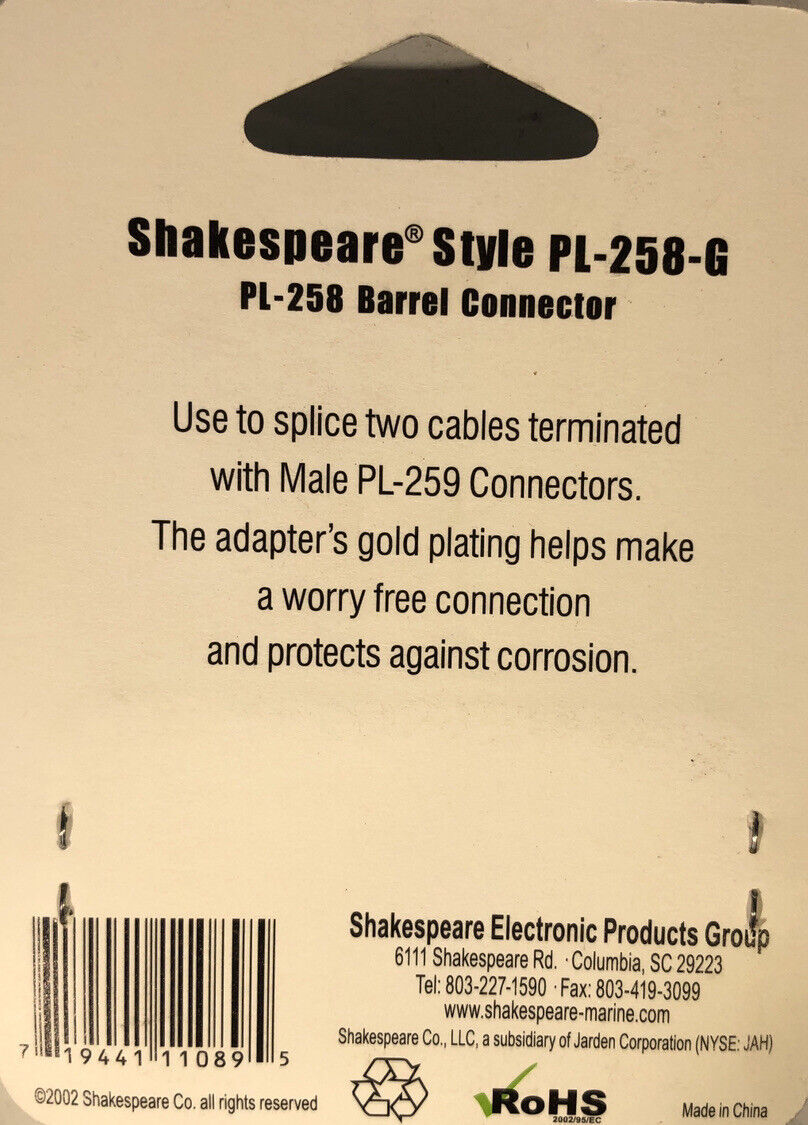 Shakespeare® Style PL-258-G
PL-258 Barrel Connector
Use to splice two cables terminated
with Male PL-259 Connectors.
The adapter's gold plating helps make
a worry free connection
and protects against corrosion.
Shakespeare Electronic Products Group
6111 Shakespeare Rd. · Columbia, SC 29223
Tel: 803-227-1590 · Fax: 803-419-3099
www.shakespeare-marine.com
Shakespeare Co., LLC, a subsidiary of Jarden Corporation (NYSE: JAH)
7 19441 11089 5
©2002 Shakespeare Co. all rights reserved
RoHS
2002/95/EC
Made in China